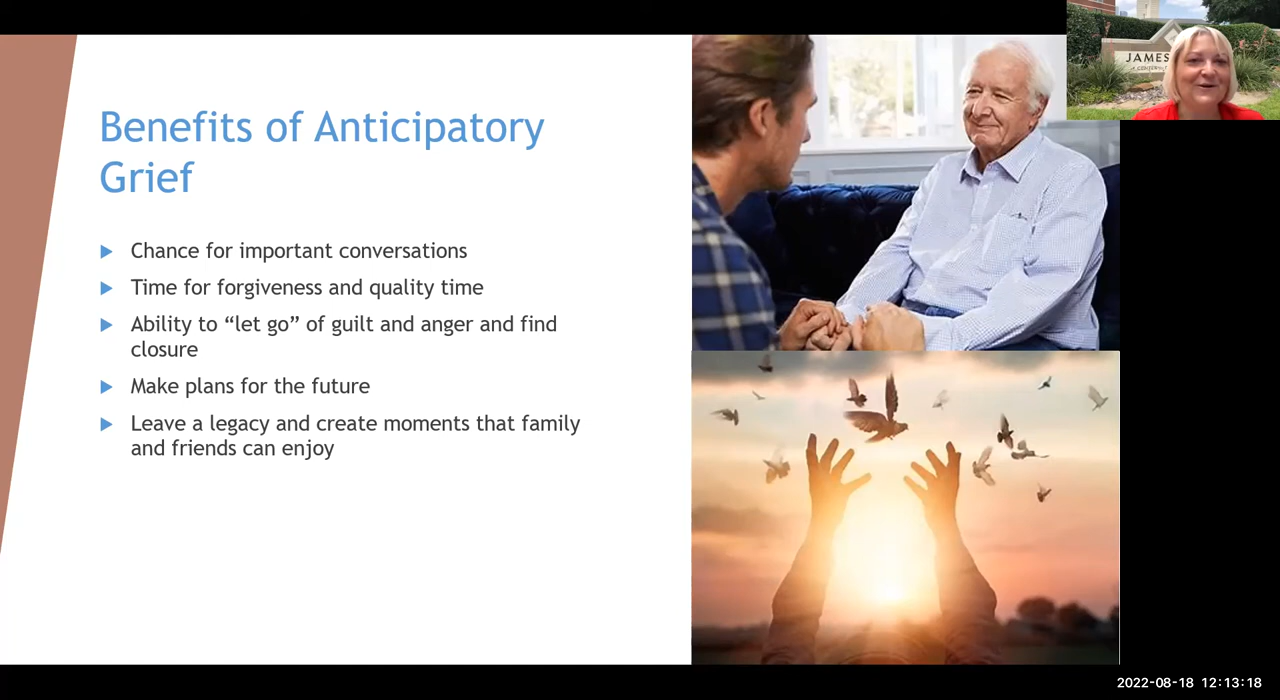 Benefits of Anticipatory
Grief
Chance for important conversations
Time for forgiveness and quality time
Ability to “let go” of guilt and anger and find
closure
Make plans for the future
Leave a legacy and create moments that family
and friends can enjoy
JAMES
2022-08-18 12:13:18